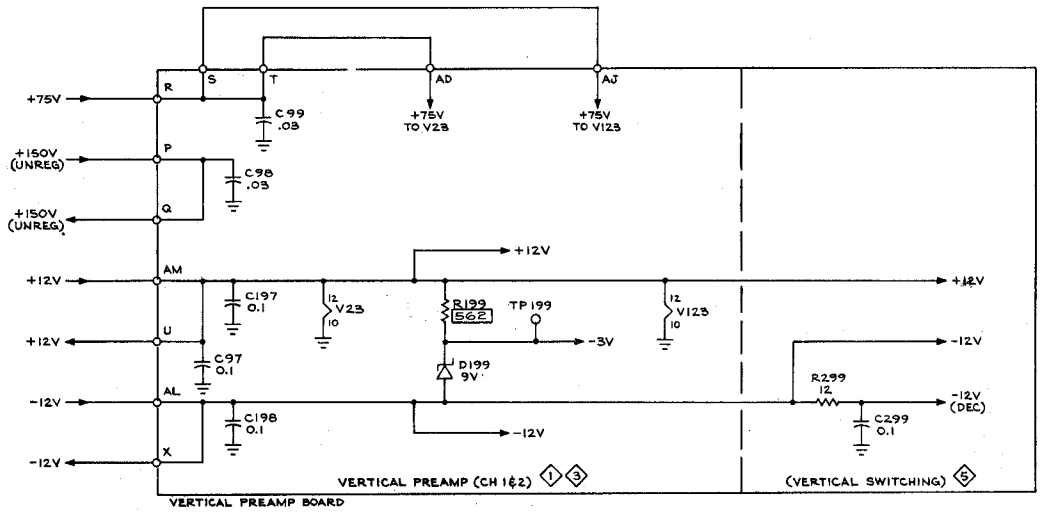 S
T
AD
AJ
R
+75V
C99
.03
+75V
TO V23
+75V
TO V123
P
+150V
(UNREG)
C98
.03
Q
+150V
(UNREG)
+12V
AM
+12V
+12V
C197
0.1
12
V23
10
R199
562
TP199
12
V123
10
U
+12V
-3V
-12V
C97
0.1
D199
9V
AL
-12V
R299
12
-12V
(DEC)
C198
0.1
-12V
C299
0.1
X
-12V
VERTICAL PREAMP (CH 1&2) 1 3
(VERTICAL SWITCHING) 5
VERTICAL PREAMP BOARD